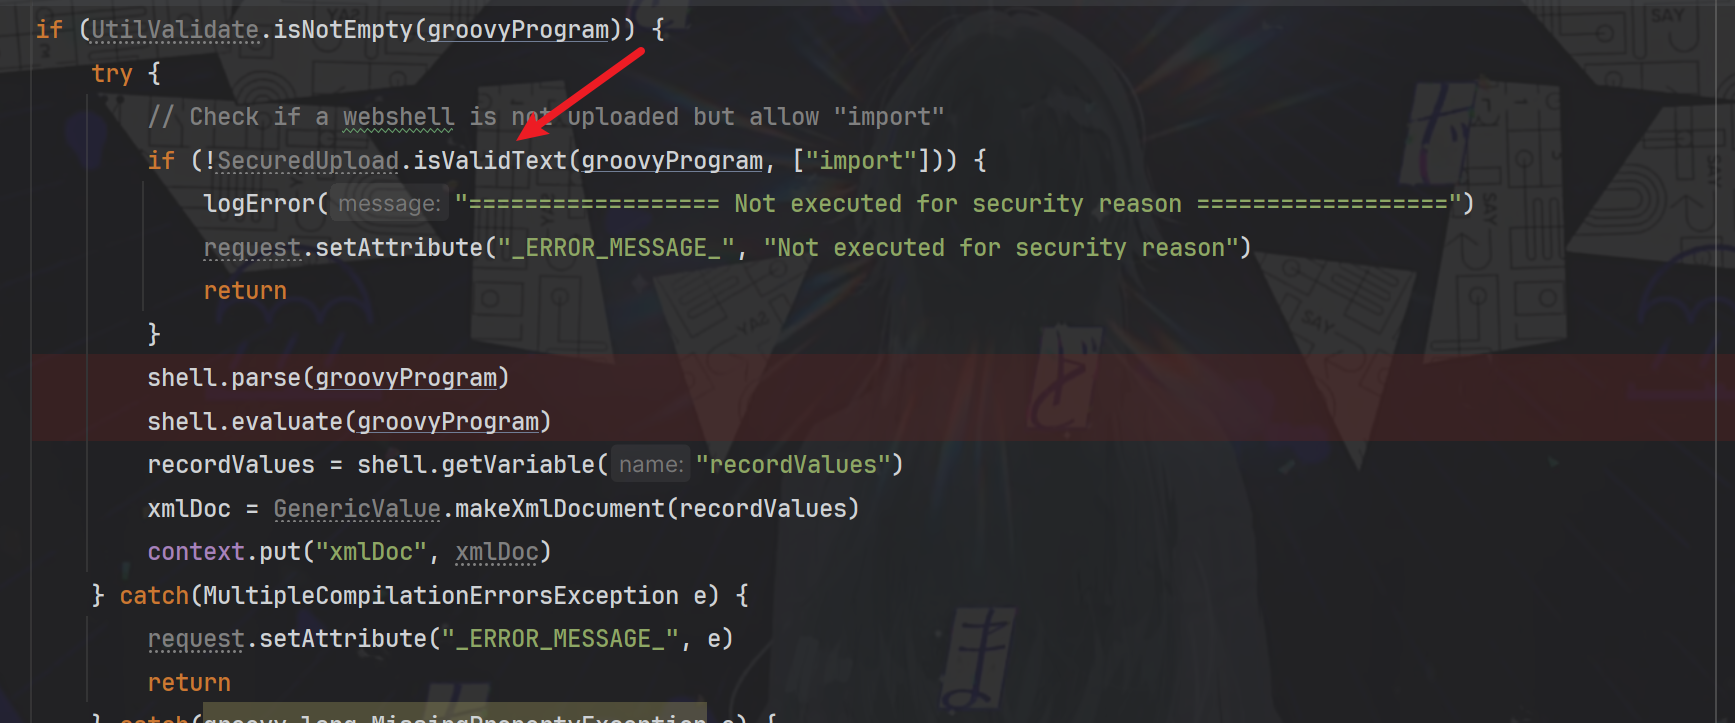 if (UtilValidate.isNotEmpty(groovyProgram)) {
try {
// Check if a webshell is not uploaded but allow "import"
if (!SecuredUpload.isValidText(groovyProgram, ["import"])) {
logError( message: "================== Not executed for security reason ==================")
request.setAttribute("_ERROR_MESSAGE_", "Not executed for security reason")
return
}
shell.parse(groovyProgram)
shell.evaluate(groovyProgram)
recordValues = shell.getVariable( name: "recordValues")
xmlDoc = GenericValue.makeXmlDocument(recordValues)
context.put("xmlDoc", xmlDoc)
} catch(MultipleCompilationErrorsException e) {
request.setAttribute("_ERROR_MESSAGE_", e)
return
} catch(groovy.lang.MissingPropertyException e) {